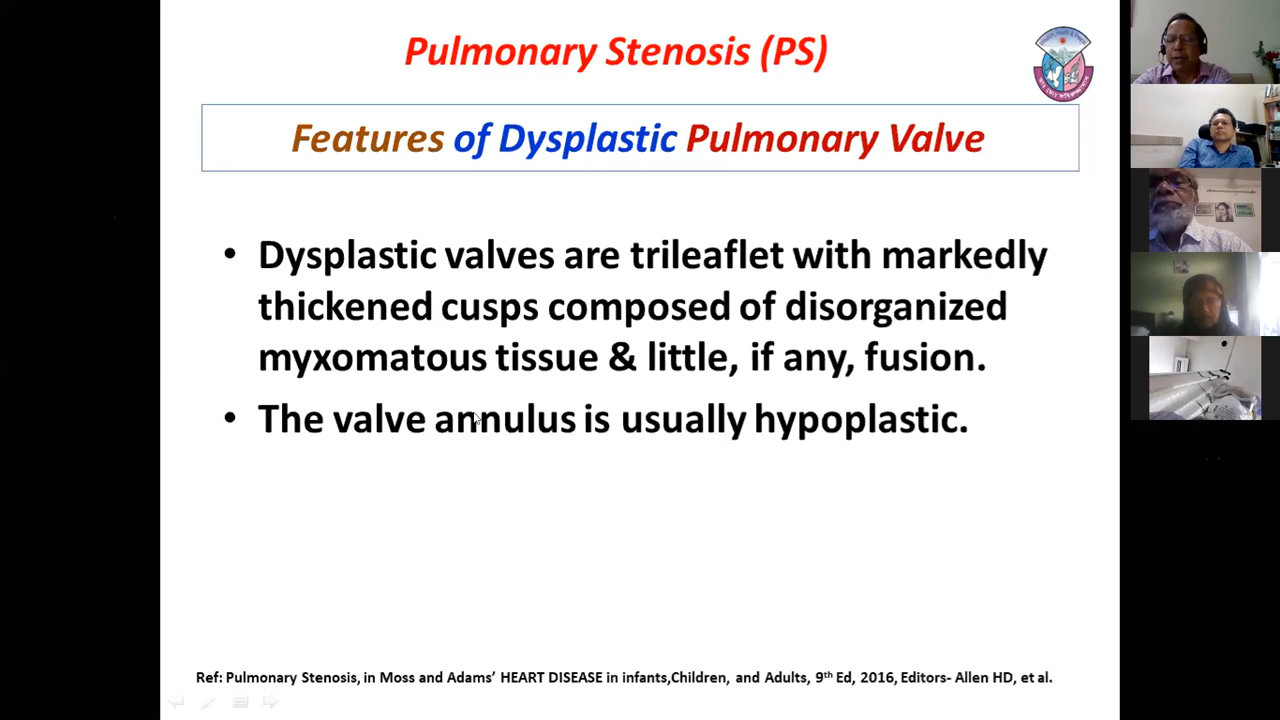 Pulmonary Stenosis (PS)
Features of Dysplastic Pulmonary Valve
• Dysplastic valves are trileaflet with markedly
thickened cusps composed of disorganized
myxomatous tissue & little, if any, fusion.
• The valve annulus is usually hypoplastic.
Ref: Pulmonary Stenosis, in Moss and Adams’ HEART DISEASE in infants,Children, and Adults, 9th Ed, 2016, Editors- Allen HD, et al.